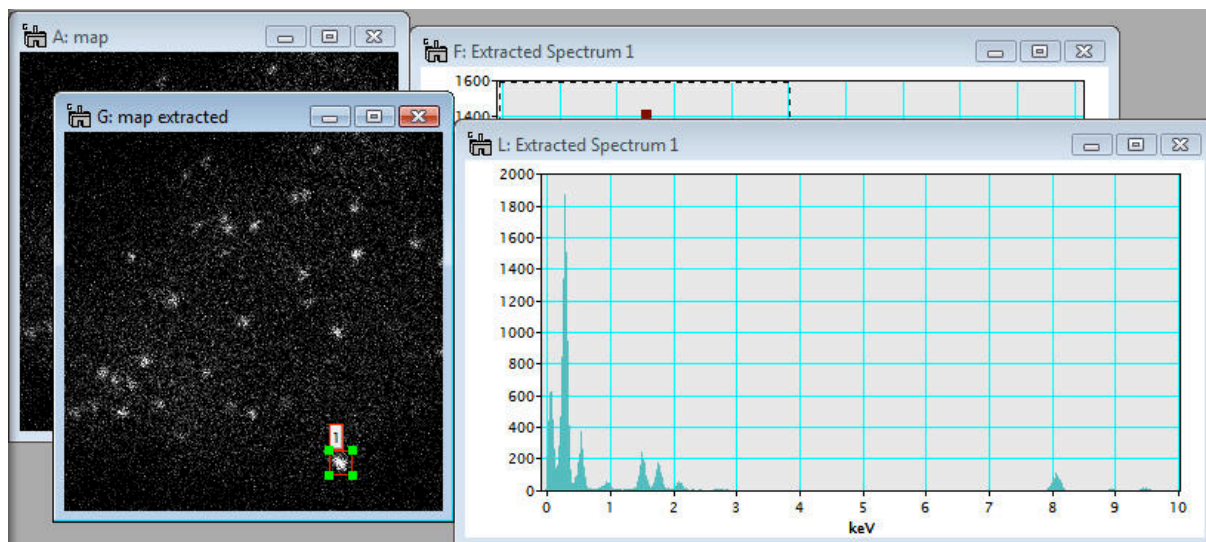 A: map
F: Extracted Spectrum 1
1600
1400
G: map extracted
1
L: Extracted Spectrum 1
2000
1800
1600
1400
1200
1000
800
600
400
200
0
0 1 2 3 4 5 6 7 8 9 10
keV